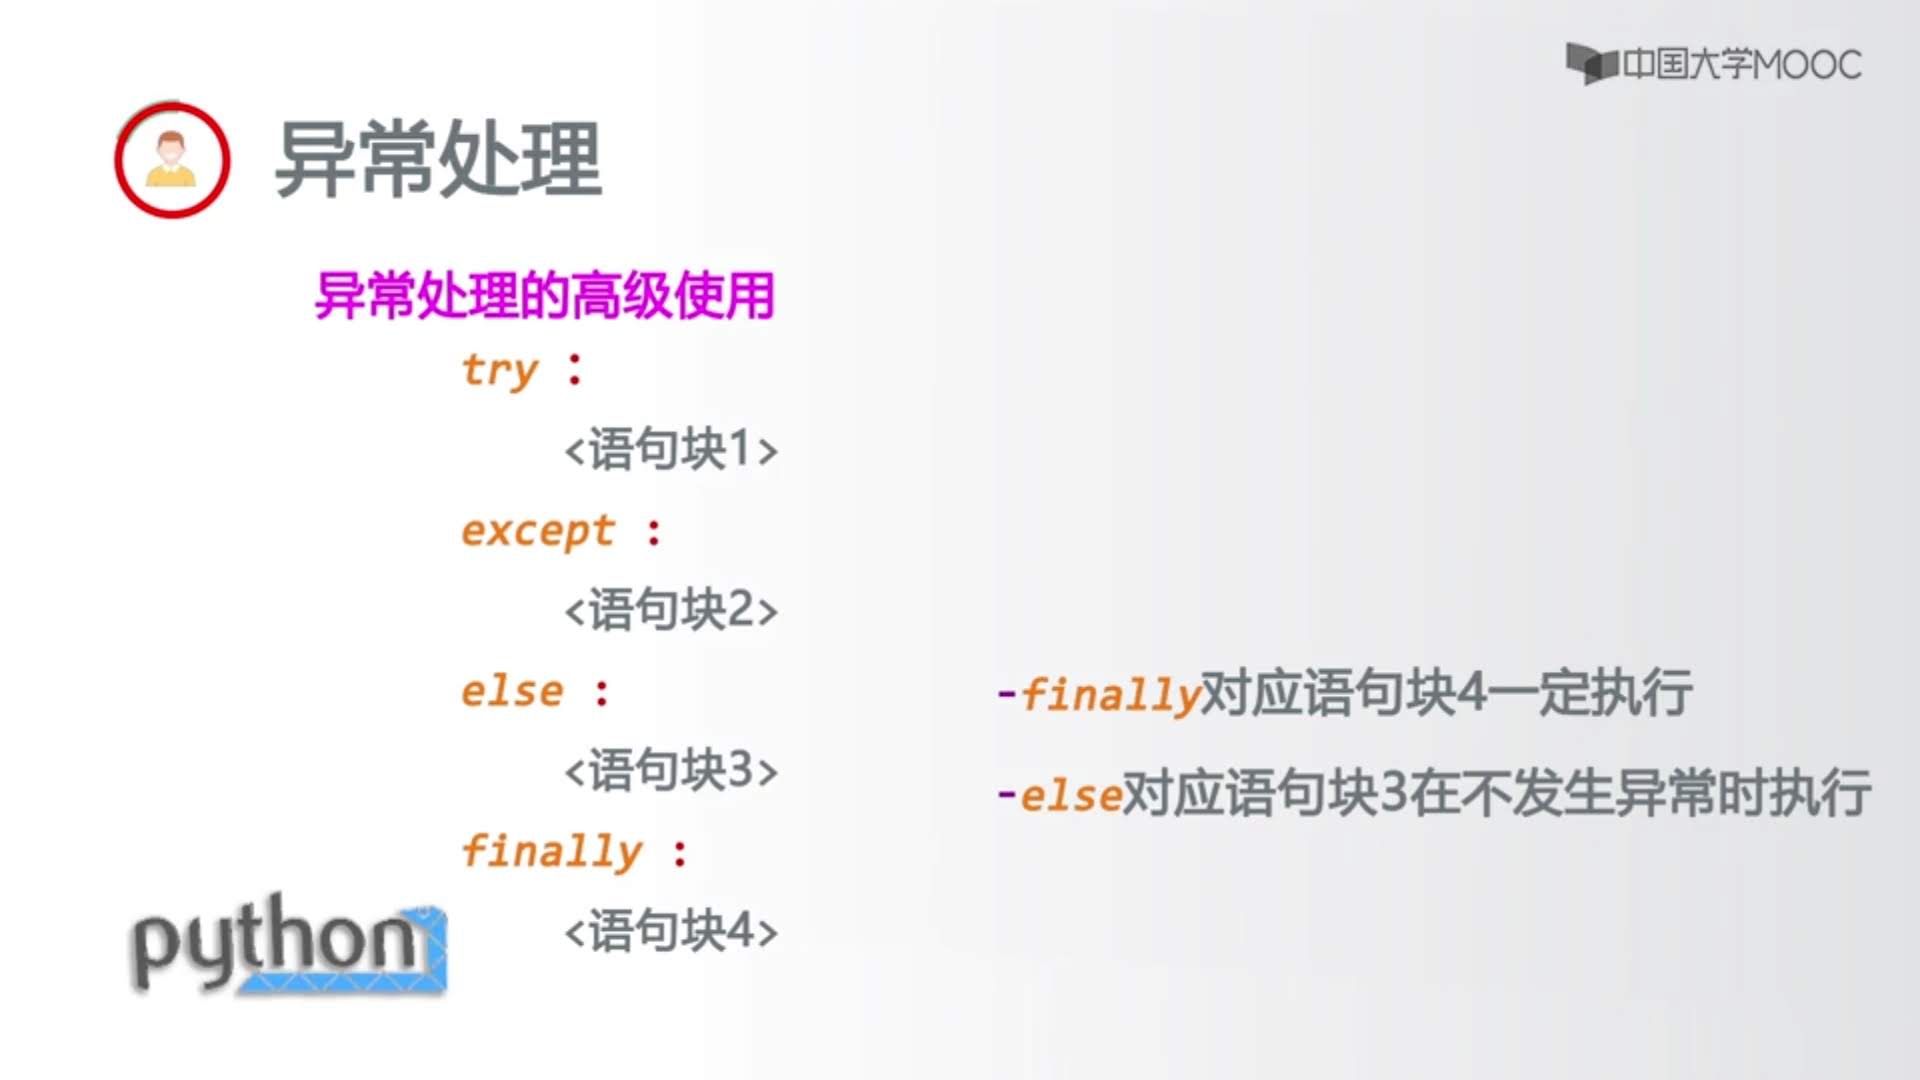 中国大学MOOC
异常处理
异常处理的高级使用
try :
<语句块1>
except :
<语句块2>
else :
<语句块3>
finally :
<语句块4>
-finally对应语句块4一定执行
-else对应语句块3在不发生异常时执行
python